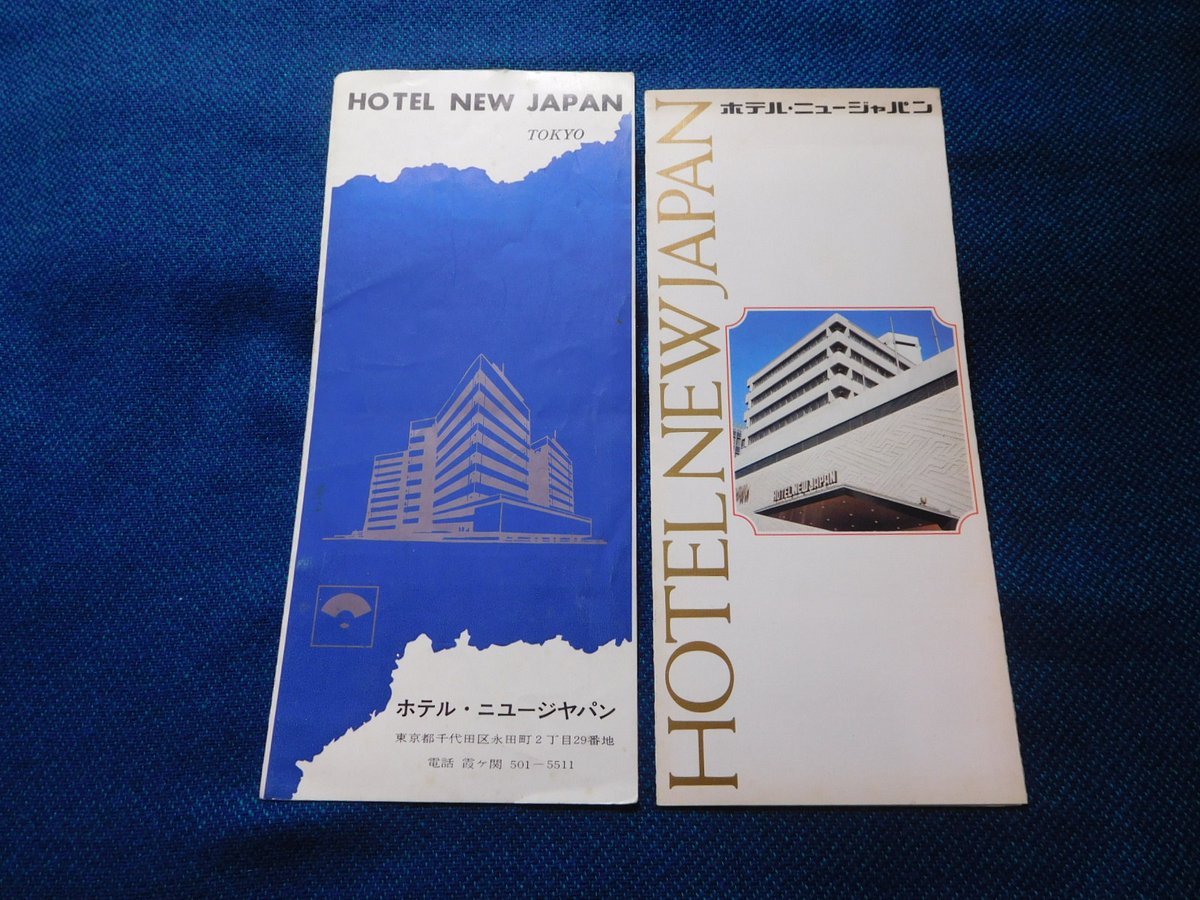 HOTEL NEW JAPAN
TOKYO
ホテル・ニユージヤパン
東京都千代田区永田町2丁目29番地
電話 霞ケ関 501-5511
HOTEL NEW JAPAN
ホテル・ニュージャパン
HOTEL NEW JAPAN